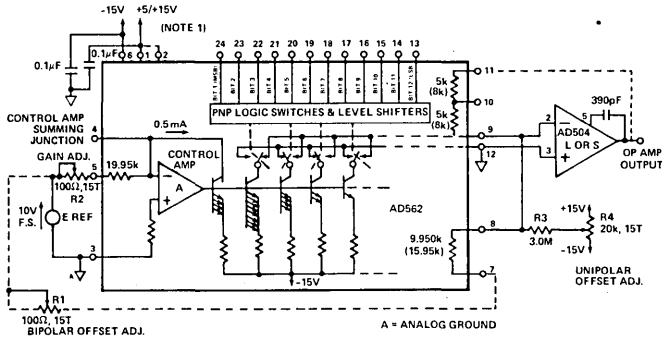 -15V
+5/+15V
(NOTE 1)
0.1µF
0.1µF
6
1
2
24
23
22
21
20
19
18
17
16
15
14
13
BIT 1 (MSB)
BIT 2
BIT 3
BIT 4
BIT 5
BIT 6
BIT 7
BIT 8
BIT 9
BIT 10
BIT 11
BIT 12 (LSB)
PNP LOGIC SWITCHES & LEVEL SHIFTERS
5k
(8k)
5k
(8k)
11
10
9
12
390pF
5
2
3
AD504
L OR S
OP AMP
OUTPUT
CONTROL AMP
SUMMING
JUNCTION
4
0.5mA
GAIN ADJ.
5
19.95k
CONTROL
AMP
A
100Ω,15T
R2
AD562
10V
F.S.
E REF
3
A
8
9.950k
(15.95k)
7
-15V
R3
3.0M
+15V
R4
20k, 15T
-15V
UNIPOLAR
OFFSET ADJ.
R1
100Ω, 15T
BIPOLAR OFFSET ADJ.
A = ANALOG GROUND